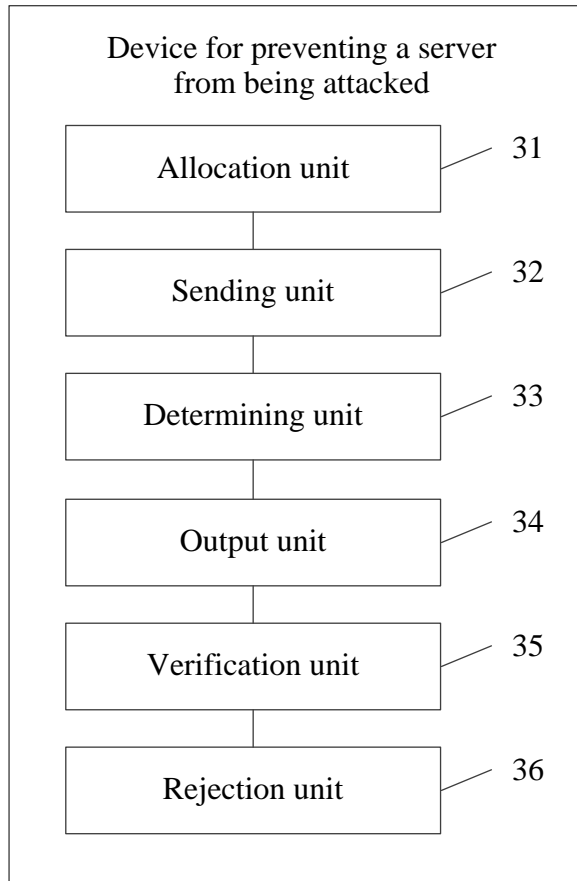 Device for preventing a server
from being attacked
Allocation unit
31
Sending unit
32
Determining unit
33
Output unit
34
Verification unit
35
Rejection unit
36